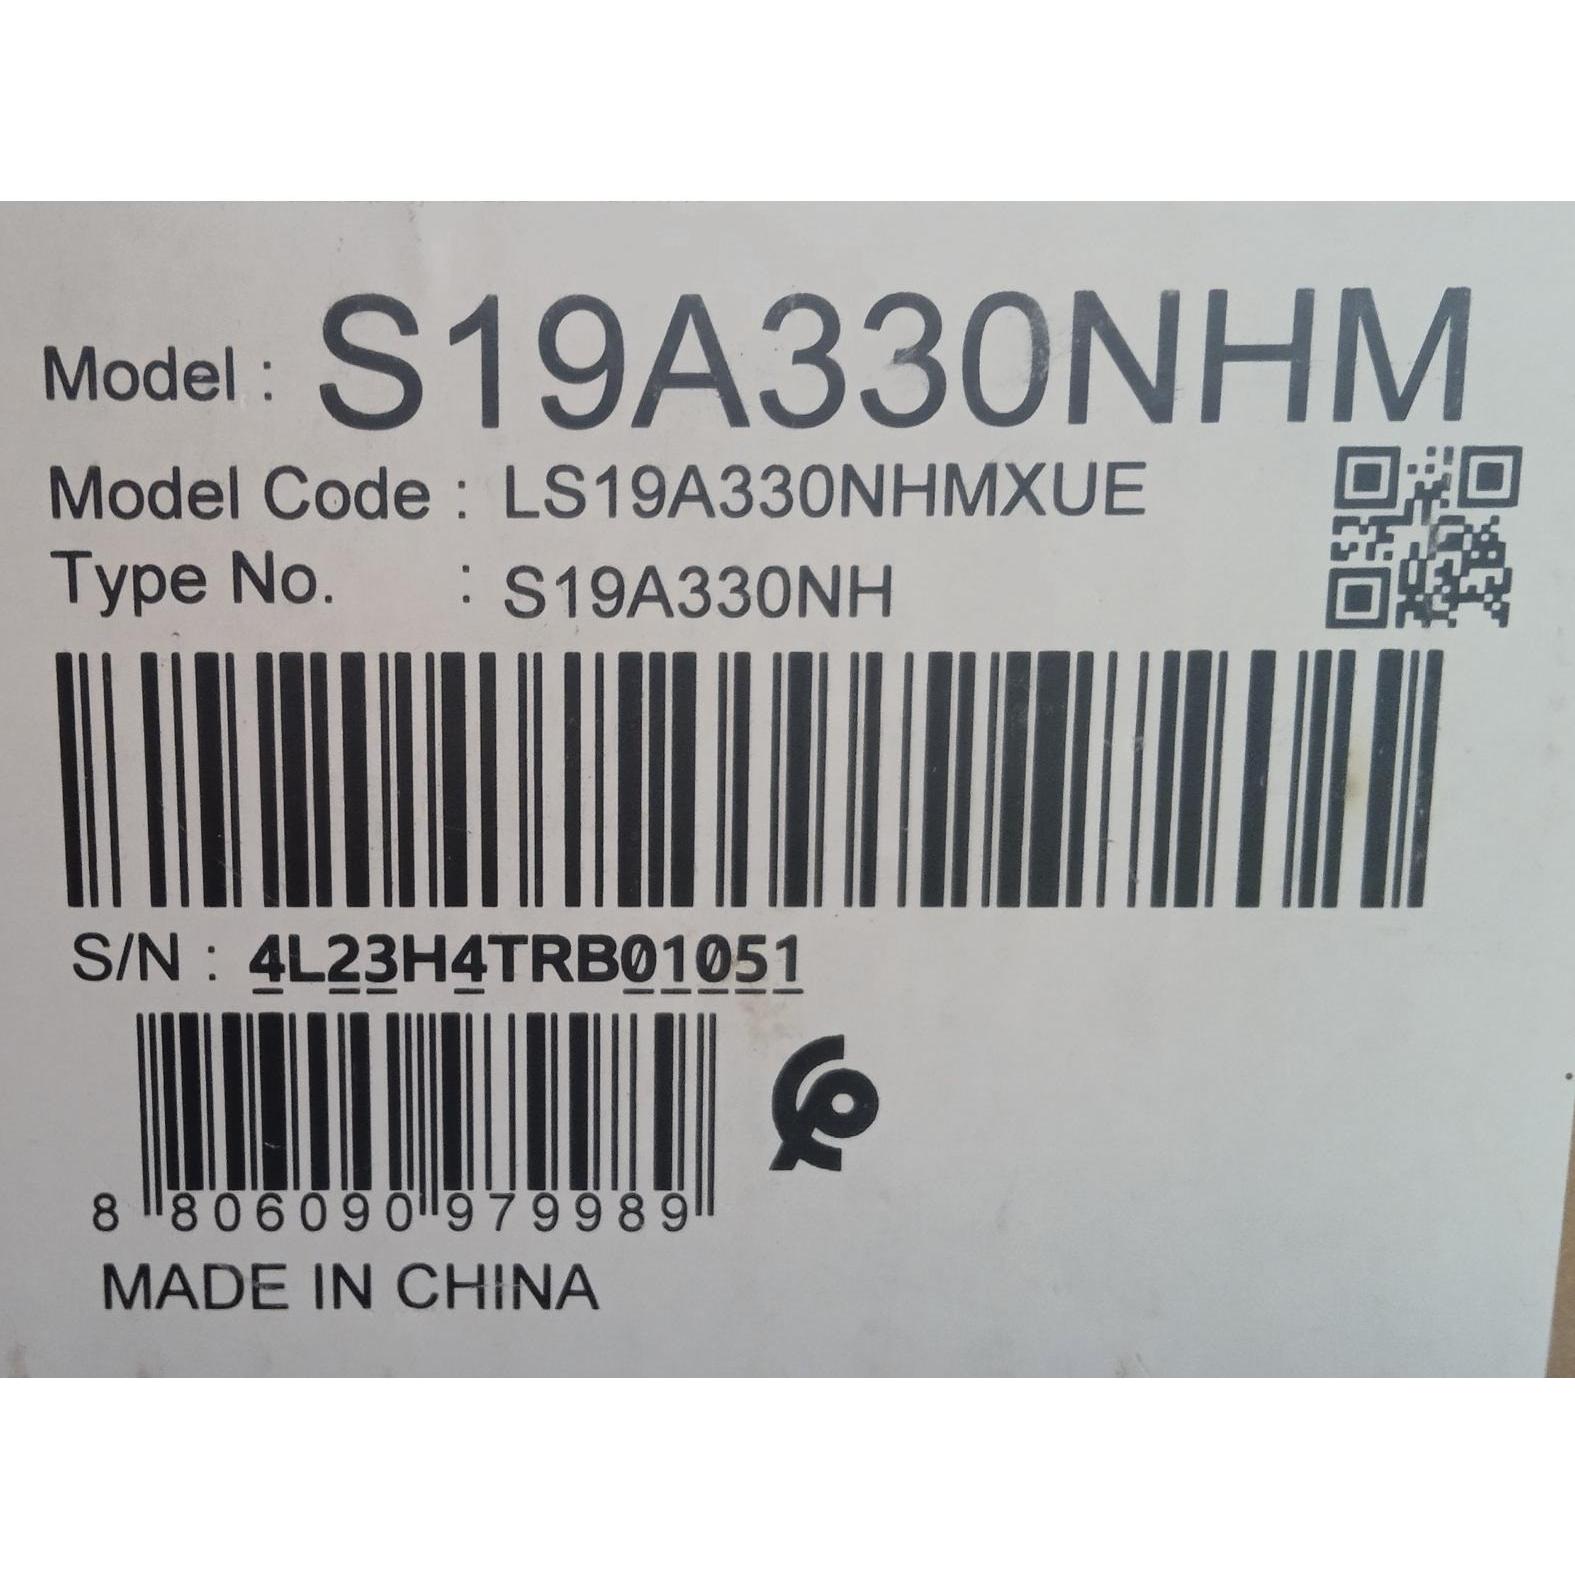 Model : S19A330NHM
Model Code : LS19A330NHMXUE
Type No. : S19A330NH
S/N : 4L23H4TRB01051
8 806090 979989
MADE IN CHINA